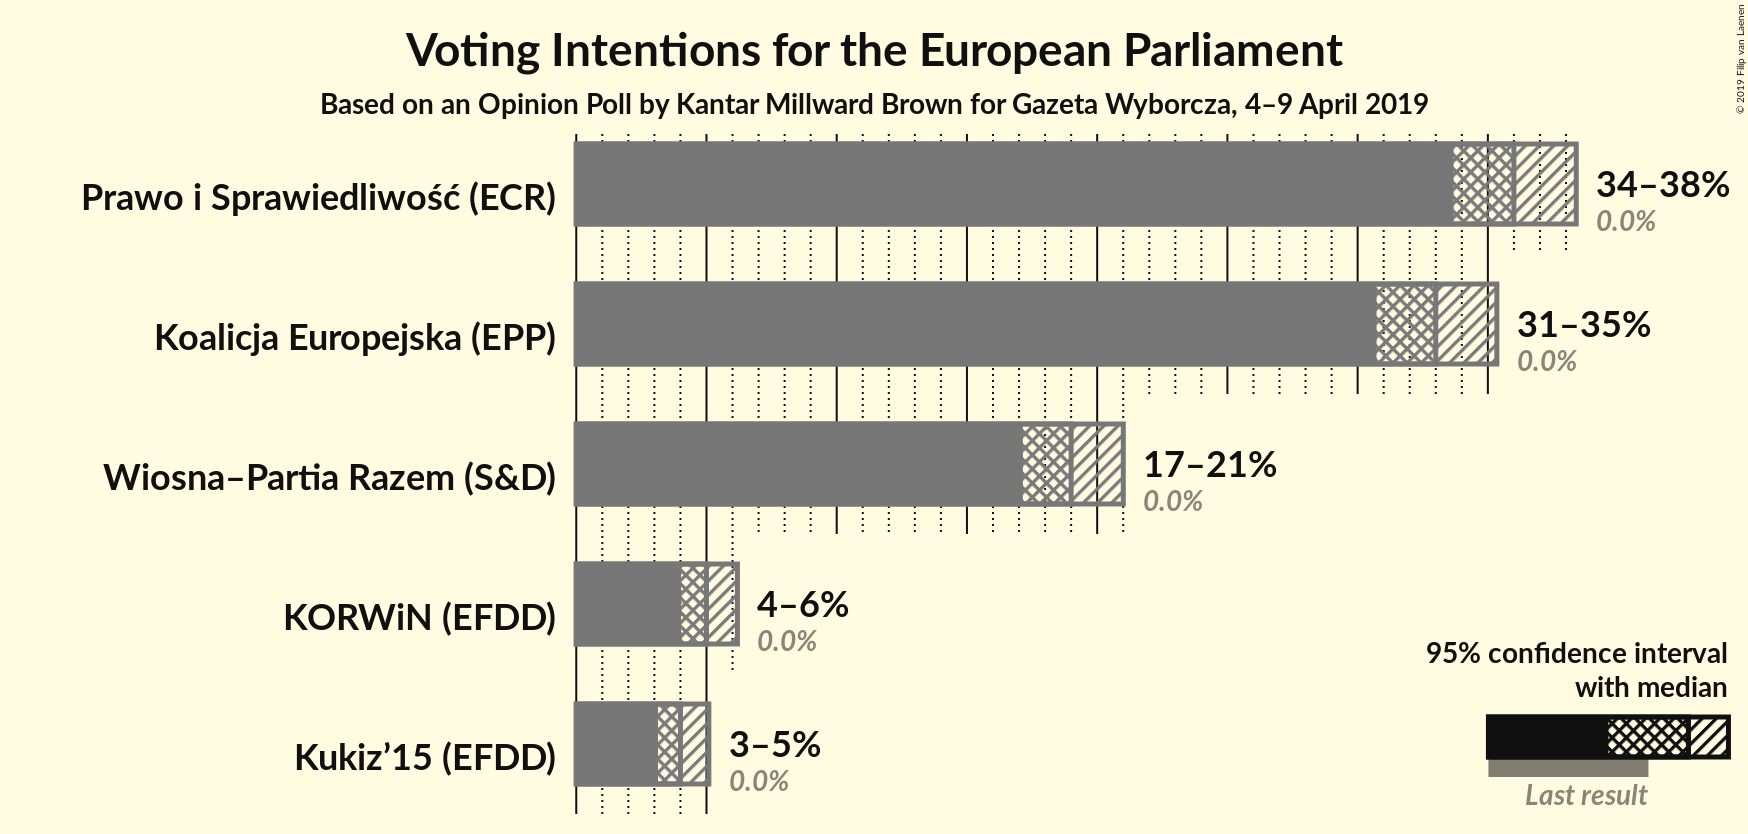 Voting Intentions for the European Parliament
Based on an Opinion Poll by Kantar Millward Brown for Gazeta Wyborcza, 4–9 April 2019
© 2019 Filip van Laenen
Prawo i Sprawiedliwość (ECR)
34–38%
0.0%
Koalicja Europejska (EPP)
31–35%
0.0%
Wiosna–Partia Razem (S&D)
17–21%
0.0%
KORWiN (EFDD)
4–6%
0.0%
Kukiz’15 (EFDD)
3–5%
0.0%
95% confidence interval
with median
Last result